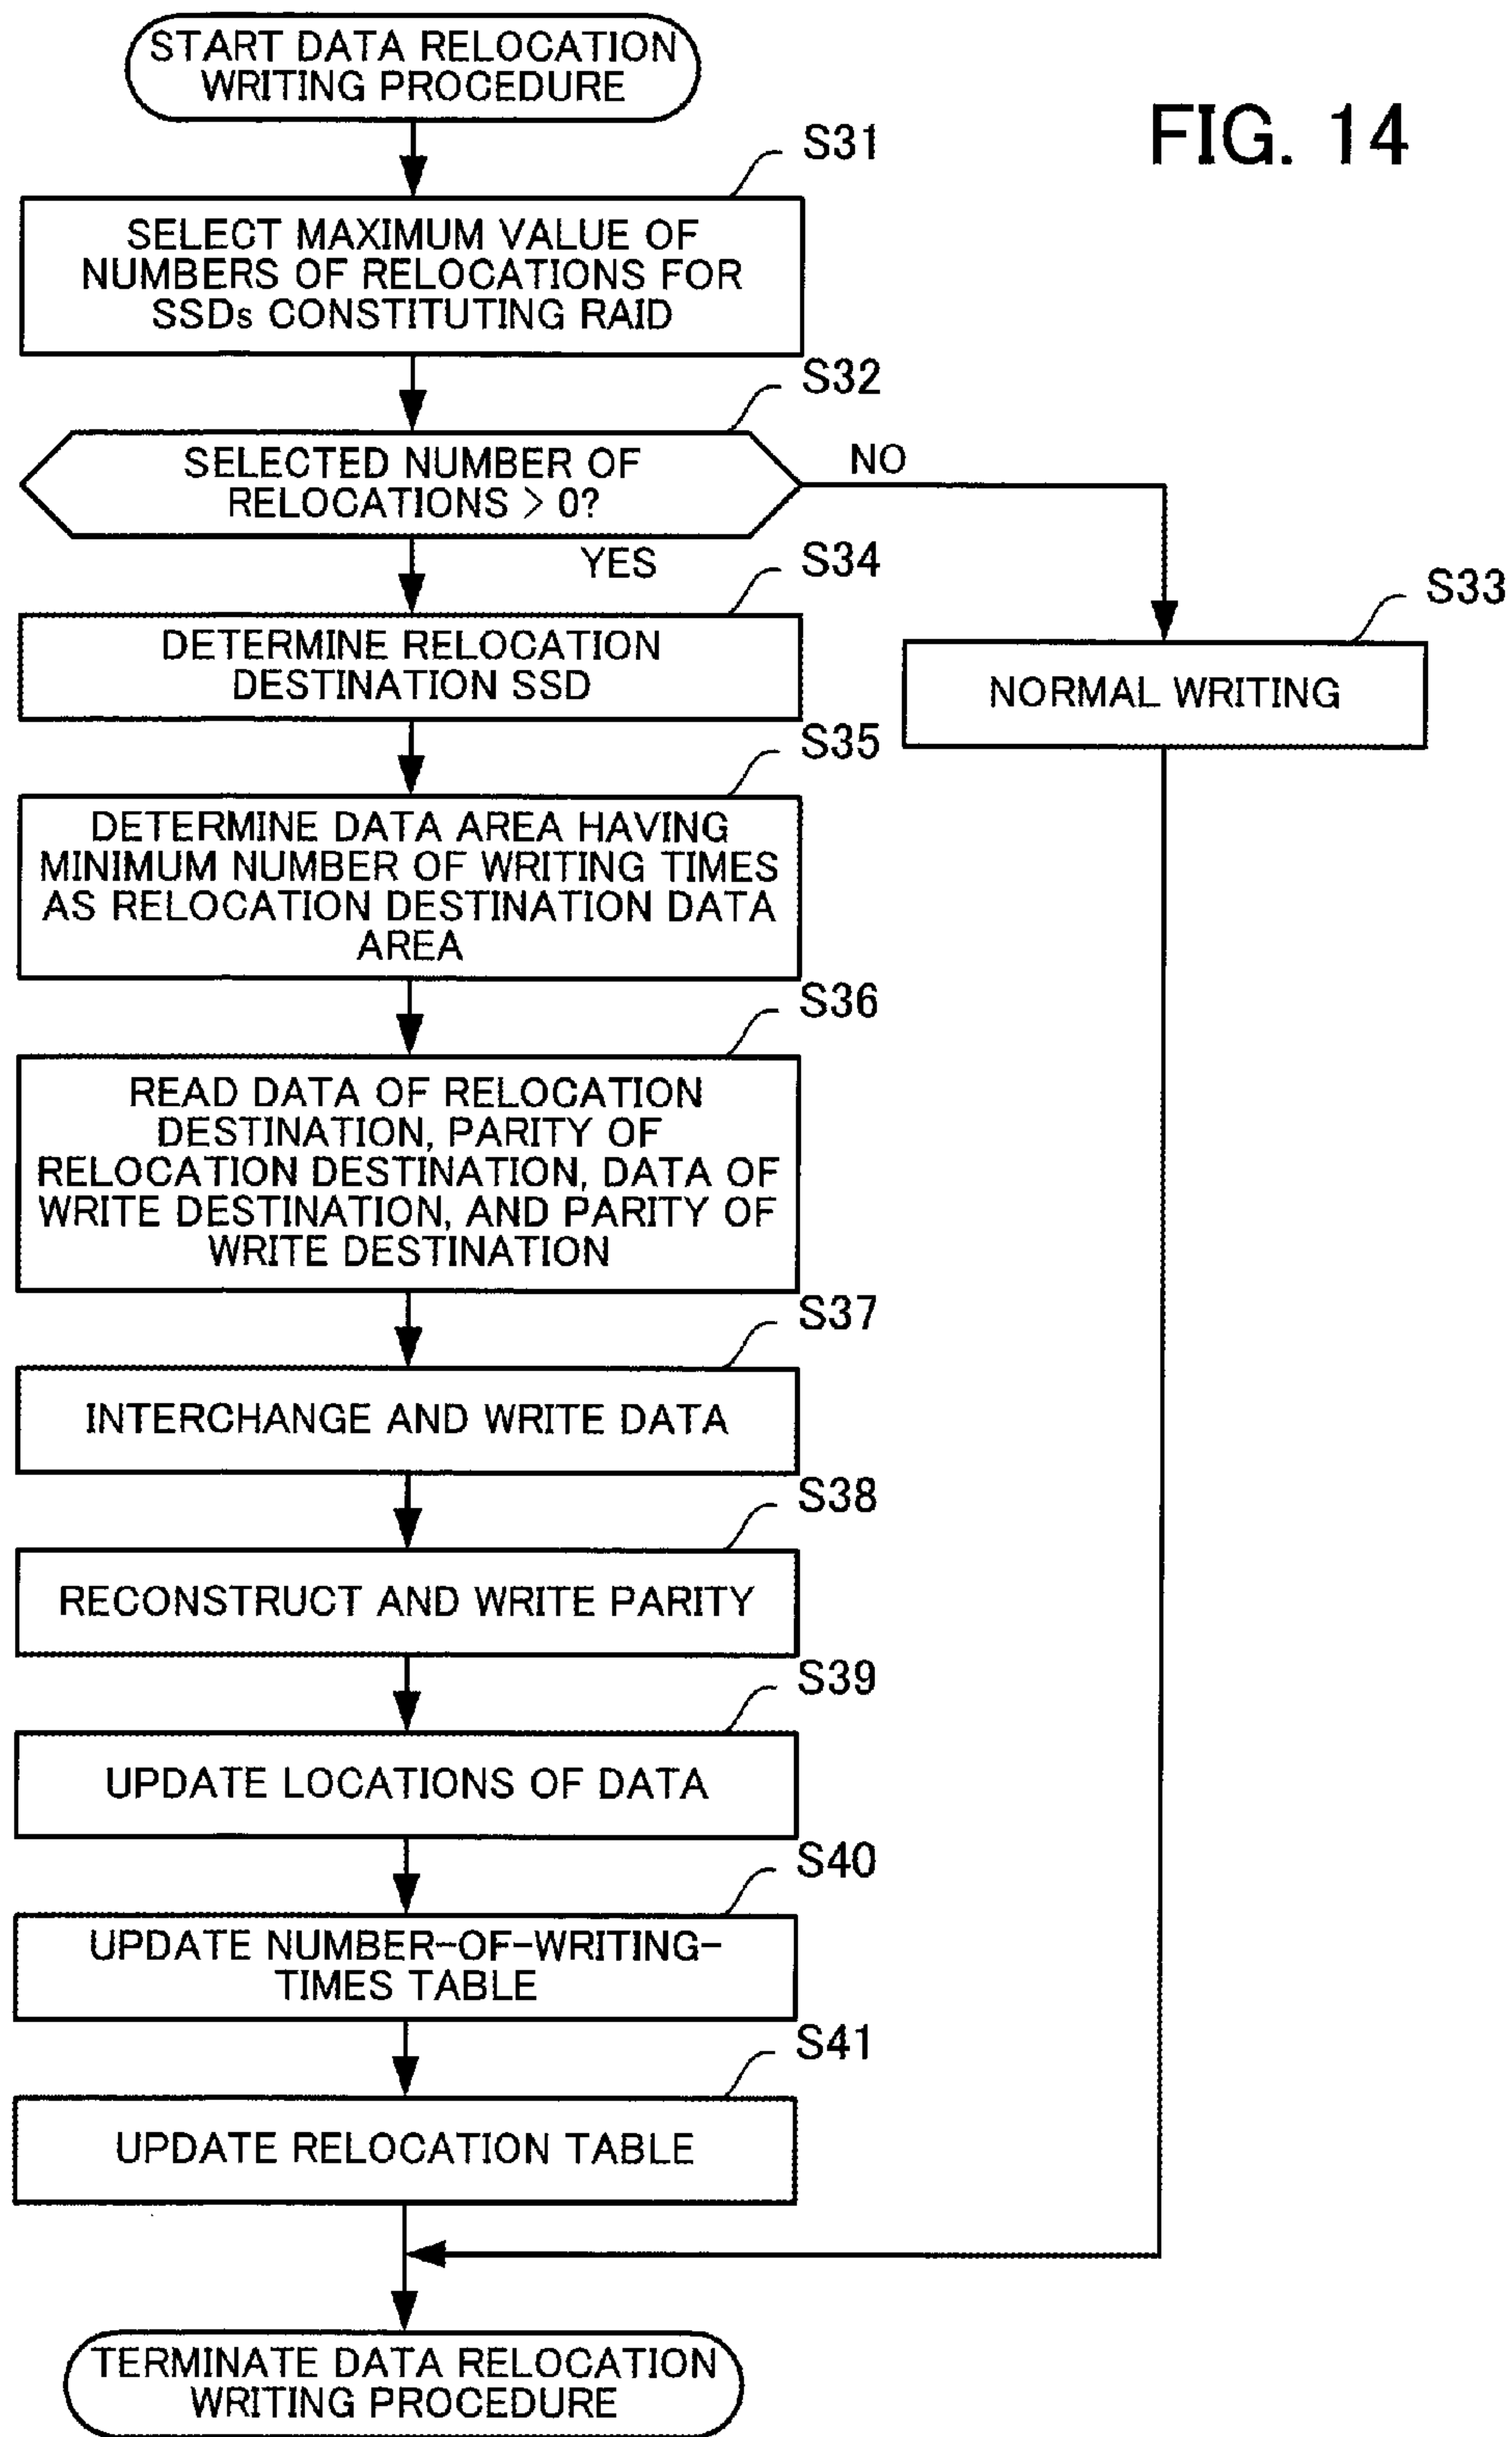 START DATA RELOCATION
WRITING PROCEDURE
FIG. 14
S31
SELECT MAXIMUM VALUE OF
NUMBERS OF RELOCATIONS FOR
SSDs CONSTITUTING RAID
S32
SELECTED NUMBER OF
RELOCATIONS > 0?
NO
YES
S34
DETERMINE RELOCATION
DESTINATION SSD
S33
NORMAL WRITING
S35
DETERMINE DATA AREA HAVING
MINIMUM NUMBER OF WRITING TIMES
AS RELOCATION DESTINATION DATA
AREA
S36
READ DATA OF RELOCATION
DESTINATION, PARITY OF
RELOCATION DESTINATION, DATA OF
WRITE DESTINATION, AND PARITY OF
WRITE DESTINATION
S37
INTERCHANGE AND WRITE DATA
S38
RECONSTRUCT AND WRITE PARITY
S39
UPDATE LOCATIONS OF DATA
S40
UPDATE NUMBER-OF-WRITING-
TIMES TABLE
S41
UPDATE RELOCATION TABLE
TERMINATE DATA RELOCATION
WRITING PROCEDURE